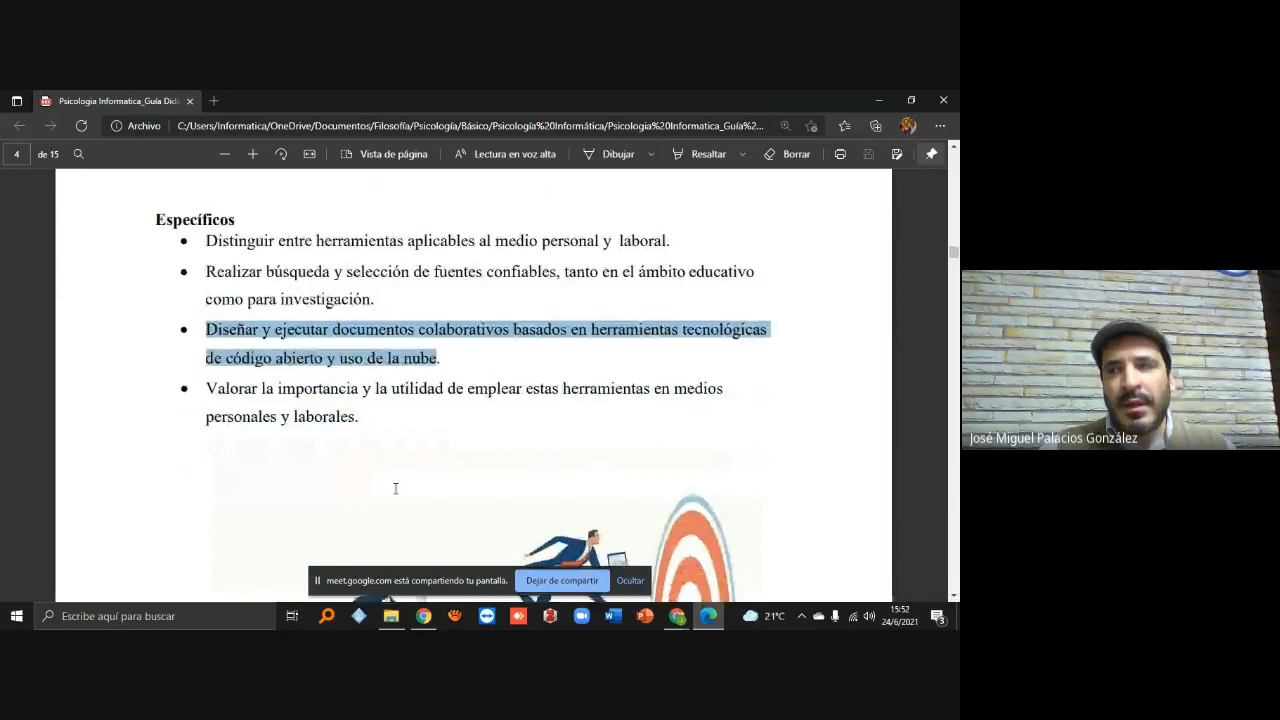 Psicologia Informatica_Guía Did
Archivo
C:/Users/Informatica/OneDrive/Documentos/Filosofía/Psicología/Básico/Psicología%20Informática/Psicologia%20Informatica_Guía%2...
4
de 15
Vista de página
Lectura en voz alta
Dibujar
Resaltar
Borrar
Específicos
• Distinguir entre herramientas aplicables al medio personal y laboral.
• Realizar búsqueda y selección de fuentes confiables, tanto en el ámbito educativo
como para investigación.
• Diseñar y ejecutar documentos colaborativos basados en herramientas tecnológicas
de código abierto y uso de la nube.
• Valorar la importancia y la utilidad de emplear estas herramientas en medios
personales y laborales.
José Miguel Palacios González
meet.google.com está compartiendo tu pantalla.
Dejar de compartir
Ocultar
Escribe aquí para buscar
21°C
15:52
24/6/2021
3